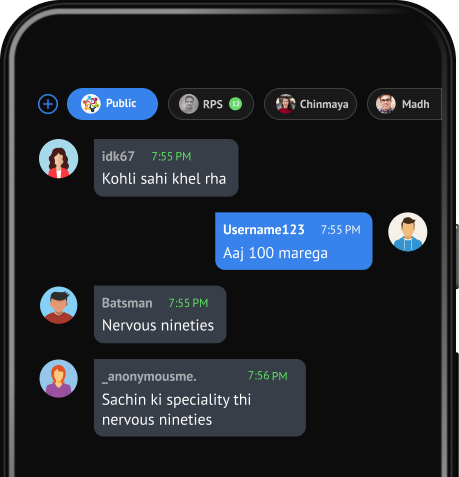 Public
RPS
12
Chinmaya
Madh
idk67 7:55 PM
Kohli sahi khel rha
Username123 7:55 PM
Aaj 100 marega
Batsman 7:55 PM
Nervous nineties
_anonymousme. 7:56 PM
Sachin ki speciality thi
nervous nineties